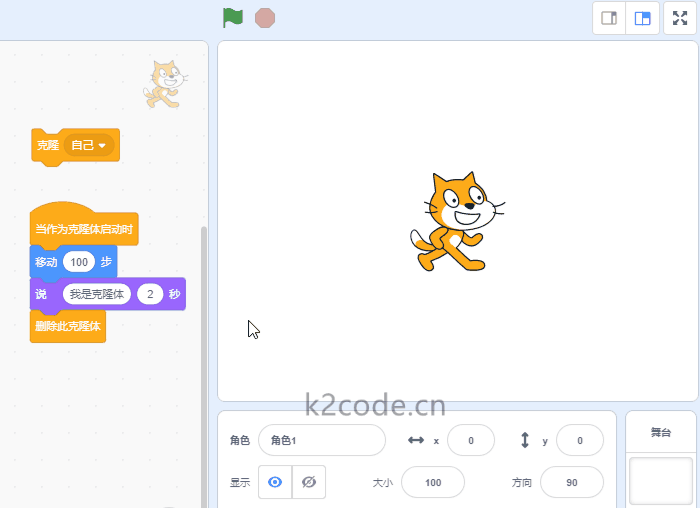 克隆 自己
当作为克隆体启动时
移动 100 步
说 我是克隆体 2 秒
删除此克隆体
k2code.cn
角色 角色1 x 0 y 0
显示 大小 100 方向 90
舞台